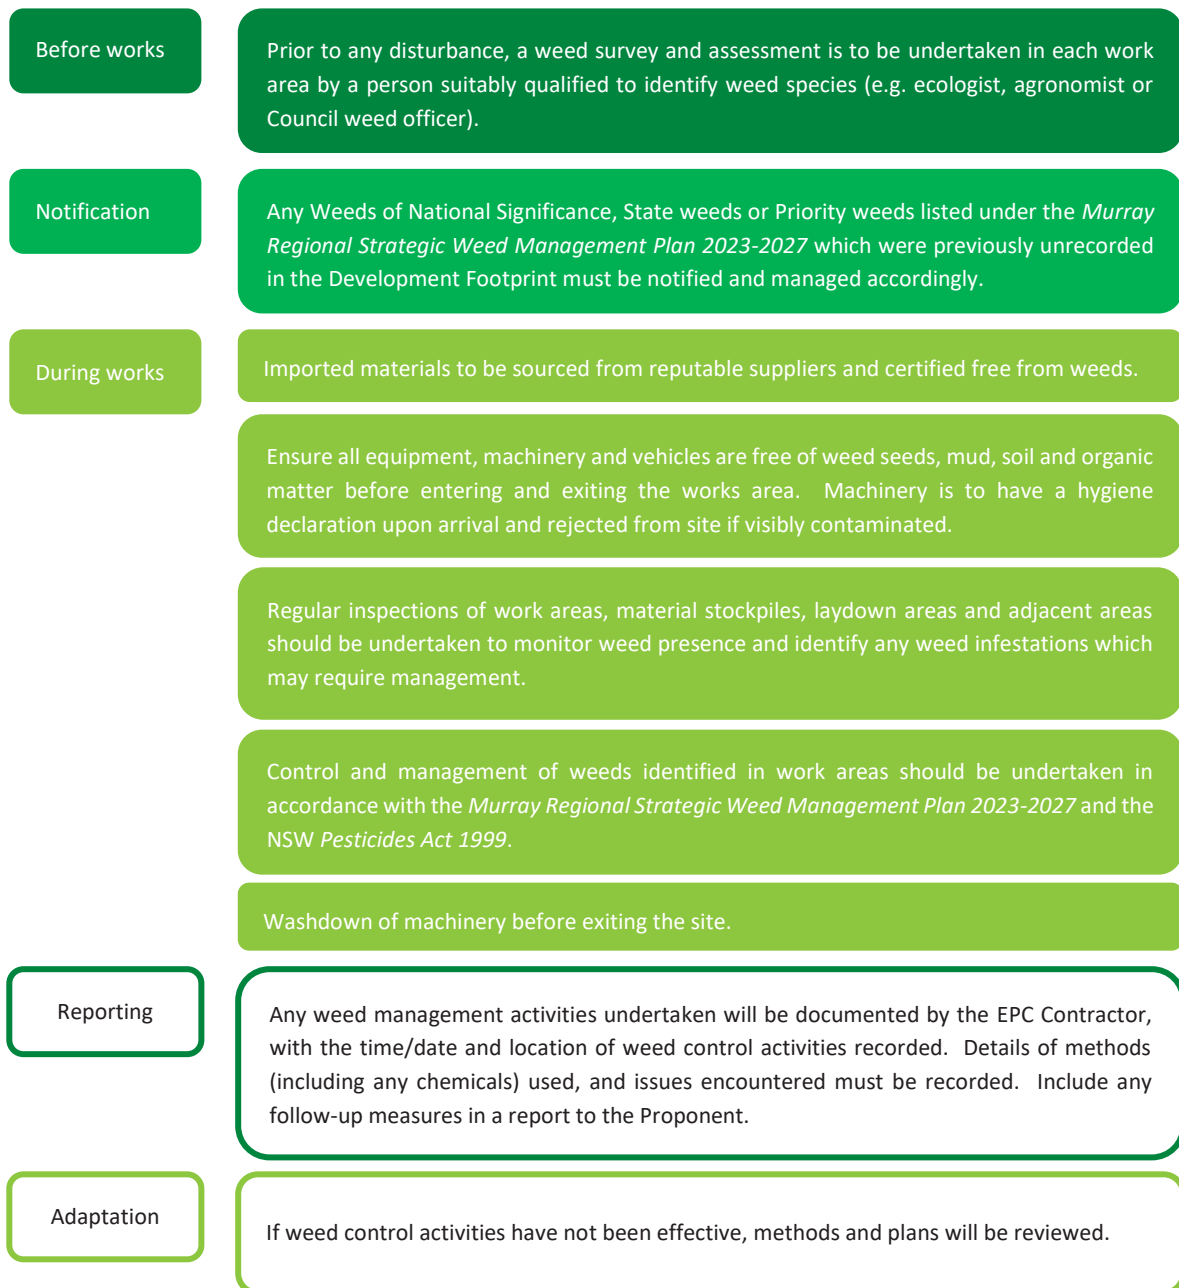 Before works
Prior to any disturbance, a weed survey and assessment is to be undertaken in each work
area by a person suitably qualified to identify weed species (e.g. ecologist, agronomist or
Council weed officer).
Notification
Any Weeds of National Significance, State weeds or Priority weeds listed under the Murray
Regional Strategic Weed Management Plan 2023-2027 which were previously unrecorded
in the Development Footprint must be notified and managed accordingly.
During works
Imported materials to be sourced from reputable suppliers and certified free from weeds.
Ensure all equipment, machinery and vehicles are free of weed seeds, mud, soil and organic
matter before entering and exiting the works area. Machinery is to have a hygiene
declaration upon arrival and rejected from site if visibly contaminated.
Regular inspections of work areas, material stockpiles, laydown areas and adjacent areas
should be undertaken to monitor weed presence and identify any weed infestations which
may require management.
Control and management of weeds identified in work areas should be undertaken in
accordance with the Murray Regional Strategic Weed Management Plan 2023-2027 and the
NSW Pesticides Act 1999.
Washdown of machinery before exiting the site.
Reporting
Any weed management activities undertaken will be documented by the EPC Contractor,
with the time/date and location of weed control activities recorded. Details of methods
(including any chemicals) used, and issues encountered must be recorded. Include any
follow-up measures in a report to the Proponent.
Adaptation
If weed control activities have not been effective, methods and plans will be reviewed.